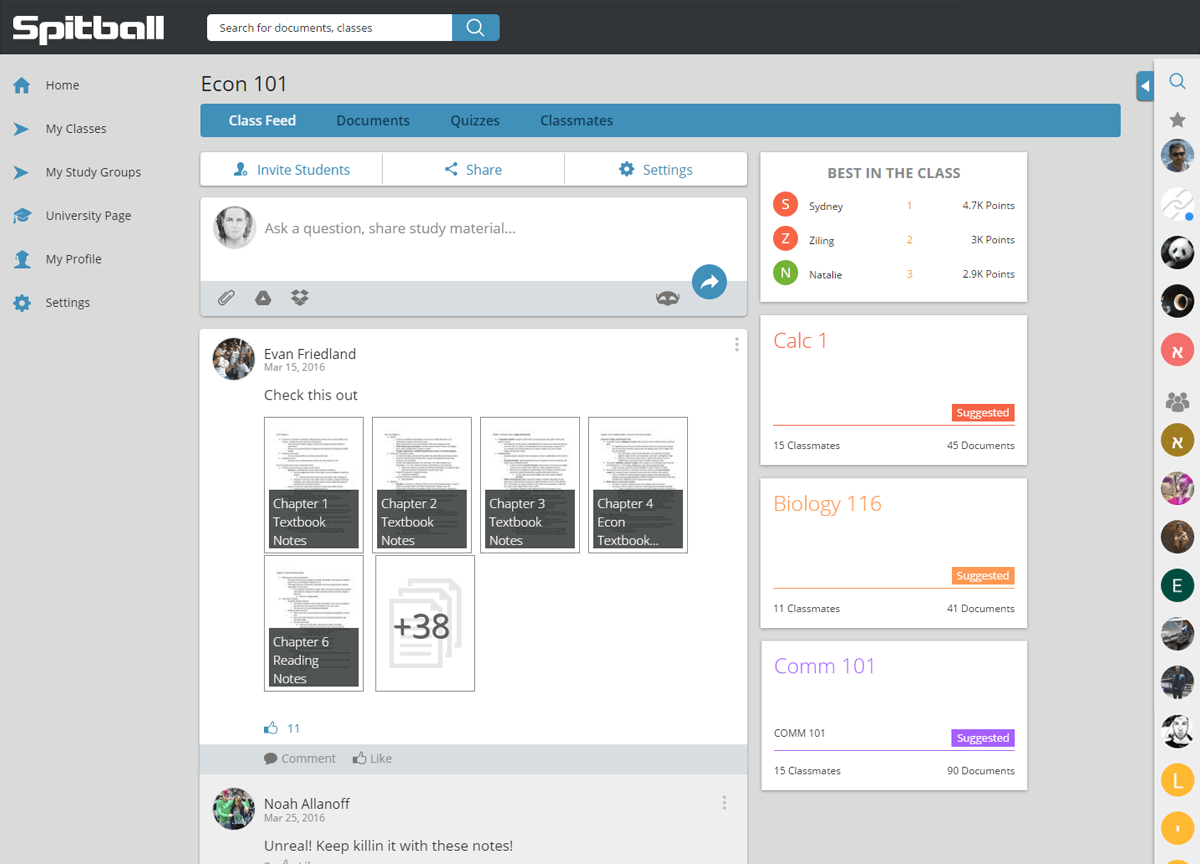 Spitball
Search for documents, classes
Home
My Classes
My Study Groups
University Page
My Profile
Settings
Econ 101
Class Feed Documents Quizzes Classmates
Invite Students Share Settings
Ask a question, share study material...
Evan Friedland
Mar 15, 2016
Check this out
Chapter 1
Textbook
Notes
Chapter 2
Textbook
Notes
Chapter 3
Textbook
Notes
Chapter 4
Econ
Textbook...
Chapter 6
Reading
Notes
+38
11
Comment Like
Noah Allanoff
Mar 25, 2016
Unreal! Keep killin it with these notes!
BEST IN THE CLASS
S Sydney 1 4.7K Points
Z Ziling 2 3K Points
N Natalie 3 2.9K Points
Calc 1
Suggested
15 Classmates 45 Documents
Biology 116
Suggested
11 Classmates 41 Documents
Comm 101
COMM 101 Suggested
15 Classmates 90 Documents
א
א
E
L
י